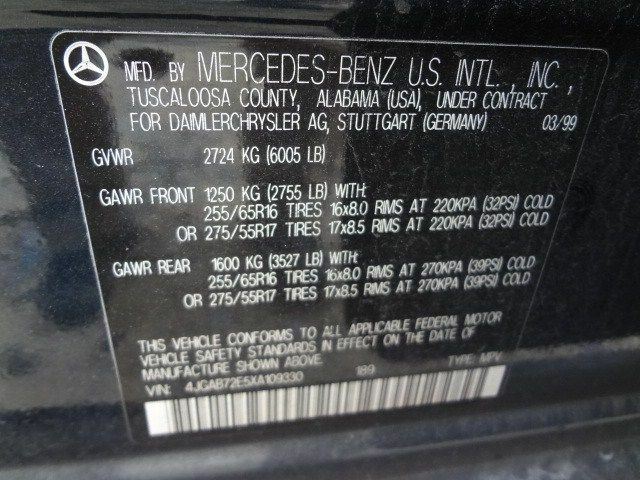 MFD. BY MERCEDES-BENZ U.S. INTL., INC.,
TUSCALOOSA COUNTY, ALABAMA (USA), UNDER CONTRACT
FOR DAIMLERCHRYSLER AG, STUTTGART (GERMANY) 03/99
GVWR 2724 KG (6005 LB)
GAWR FRONT 1250 KG (2755 LB) WITH:
255/65R16 TIRES 16x8.0 RIMS AT 220KPA (32PSI) COLD
OR 275/55R17 TIRES 17x8.5 RIMS AT 220KPA (32PSI) COLD
GAWR REAR 1600 KG (3527 LB) WITH:
255/65R16 TIRES 16x8.0 RIMS AT 270KPA (39PSI) COLD
OR 275/55R17 TIRES 17x8.5 RIMS AT 270KPA (39PSI) COLD
THIS VEHICLE CONFORMS TO ALL APPLICABLE FEDERAL MOTOR
VEHICLE SAFETY STANDARDS IN EFFECT ON THE DATE OF
MANUFACTURE SHOWN ABOVE.
VIN: 4JGAB72E5XA109330 189 TYPE: MPV